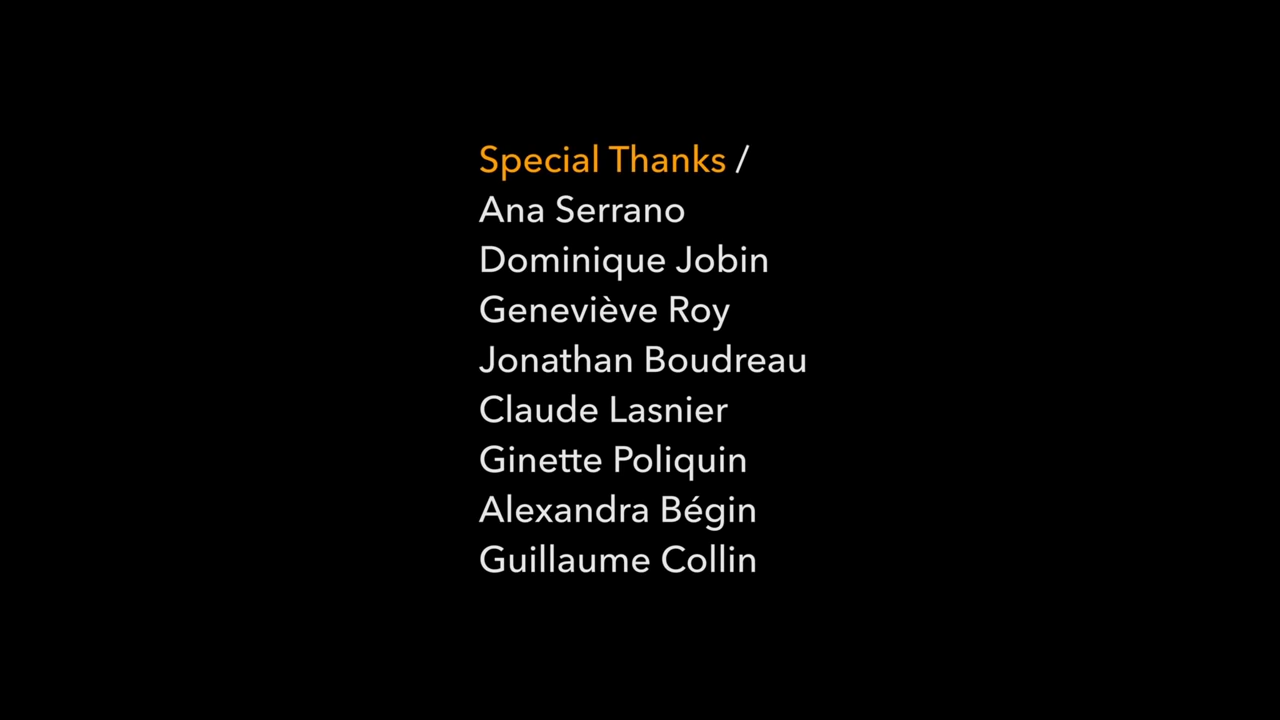 Special Thanks /
Ana Serrano
Dominique Jobin
Geneviève Roy
Jonathan Boudreau
Claude Lasnier
Ginette Poliquin
Alexandra Bégin
Guillaume Collin